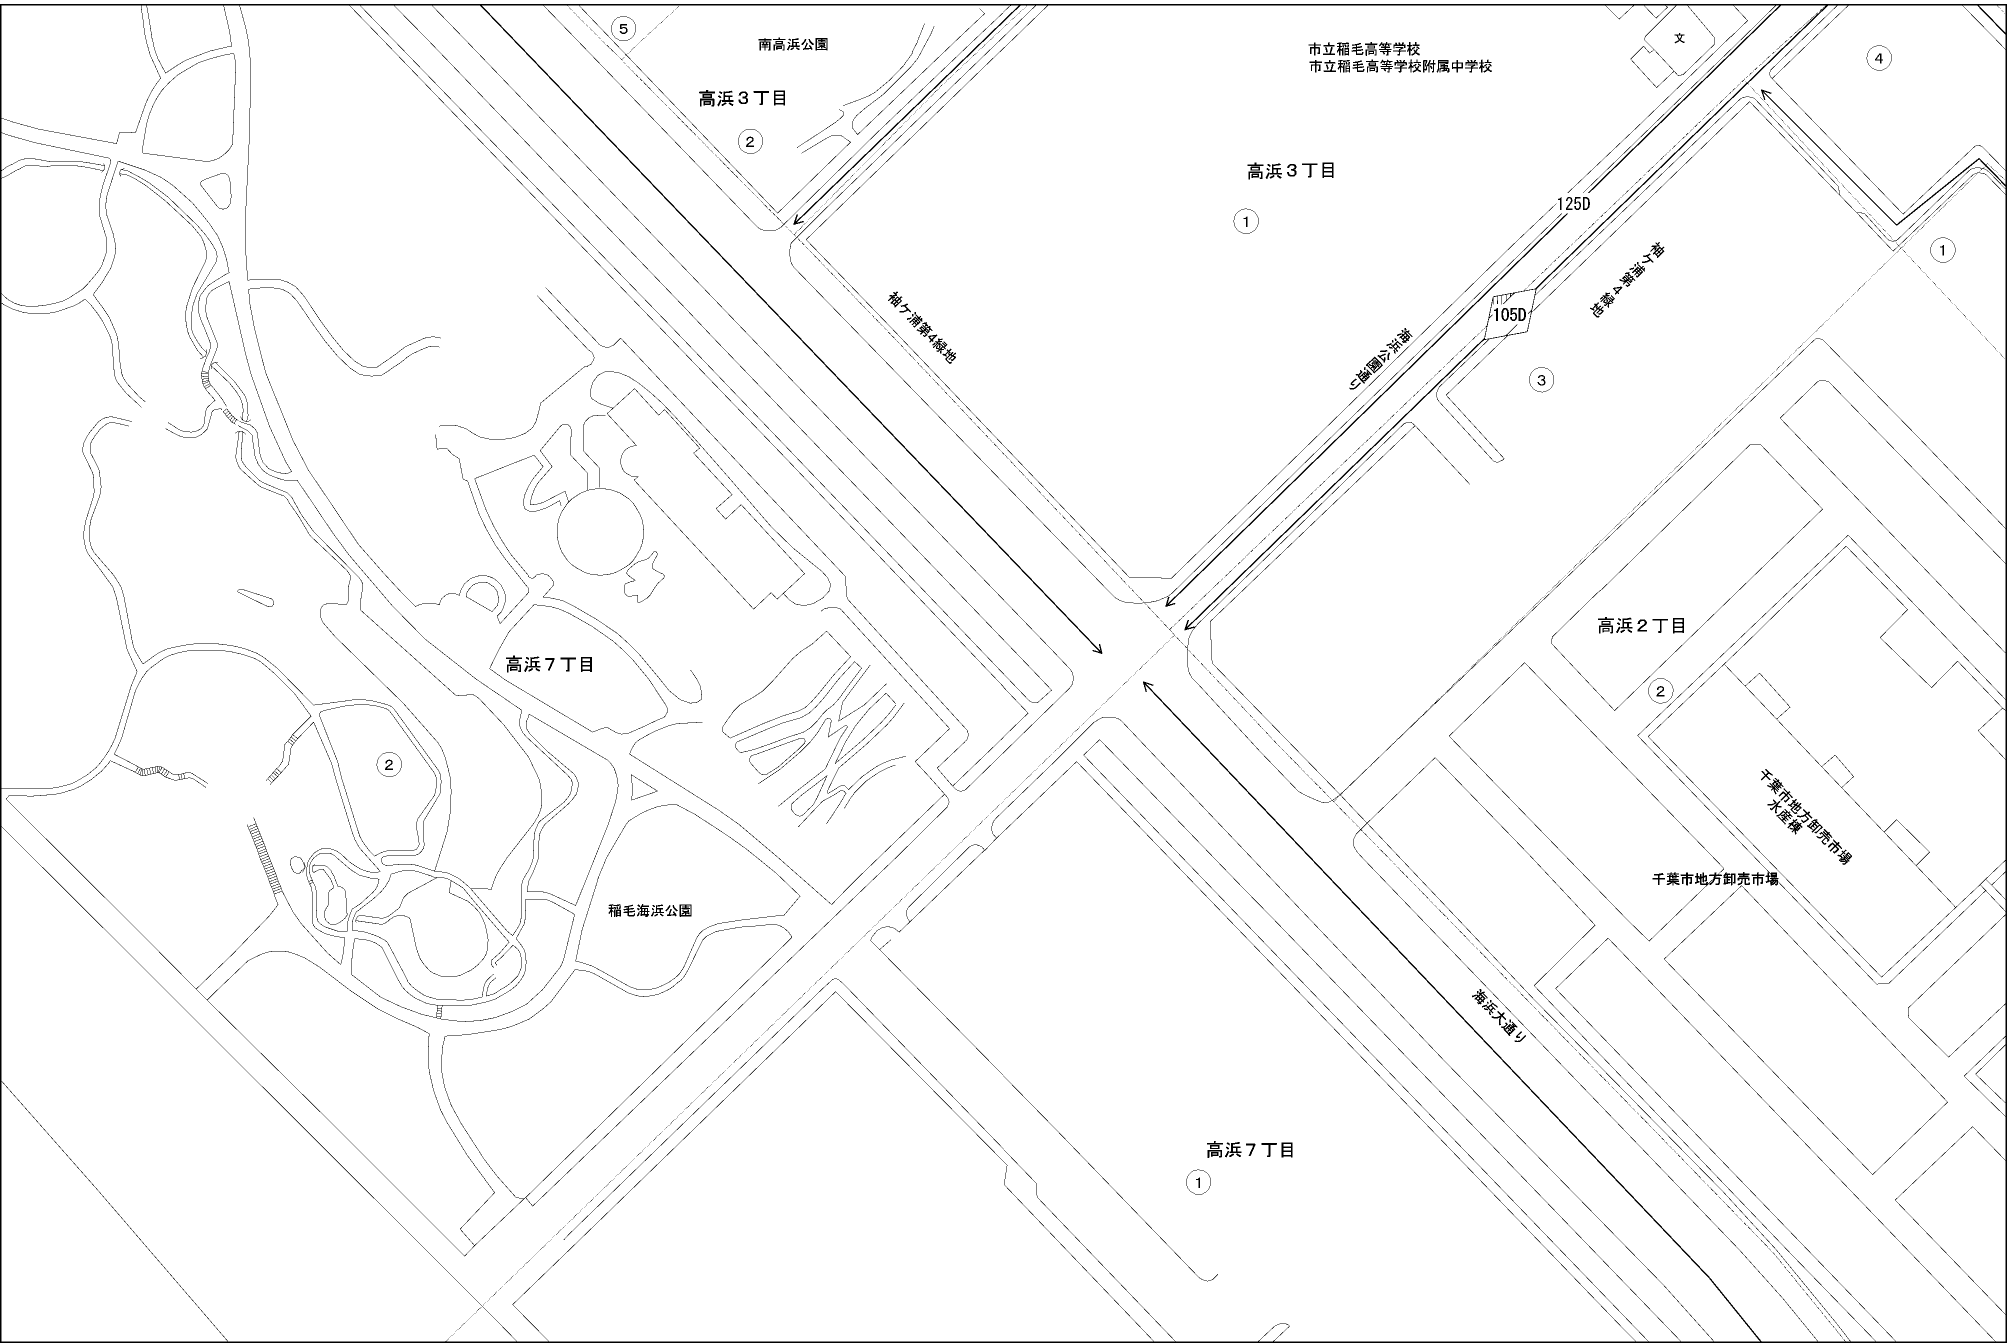 5
南高浜公園
高浜3丁目
2
市立稲毛高等学校
市立稲毛高等学校附属中学校
文
4
高浜3丁目
1
125D
袖ケ浦第4緑地
1
105D
袖ケ浦第4緑地
海浜公園通り
3
高浜2丁目
2
高浜7丁目
2
千葉市地方卸売市場
水産棟
千葉市地方卸売市場
稲毛海浜公園
海浜大通り
高浜7丁目
1